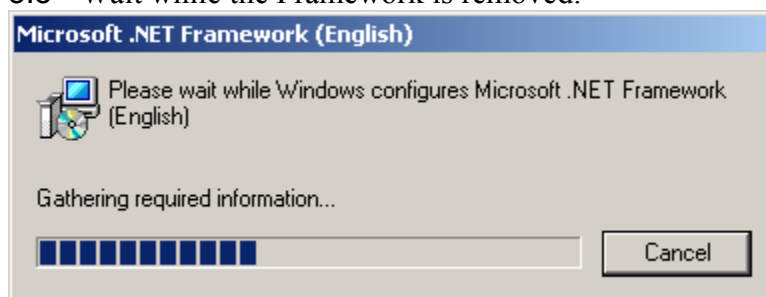 Wait while the Framework is removed.
Microsoft .NET Framework (English)
Please wait while Windows configures Microsoft .NET Framework
(English)
Gathering required information...
Cancel